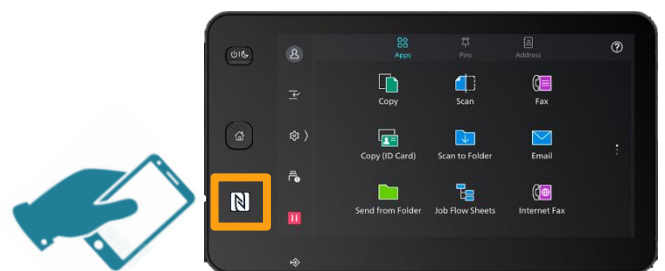 Apps Pins Address
Copy Scan Fax
Copy (ID Card) Scan to Folder Email
Send from Folder Job Flow Sheets Internet Fax